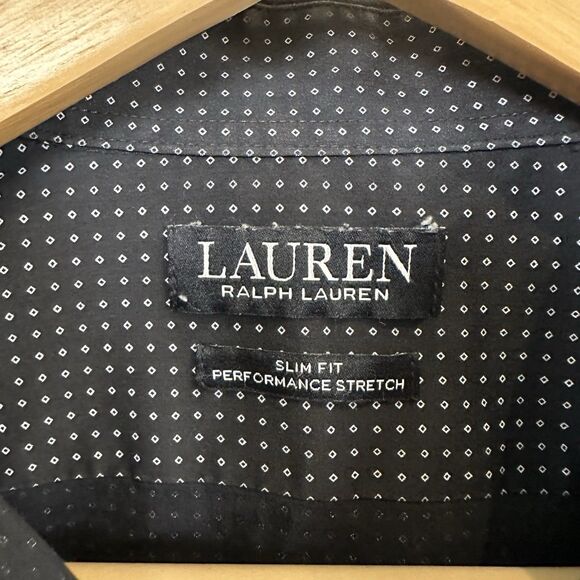 LAUREN
RALPH LAUREN
SLIM FIT
PERFORMANCE STRETCH